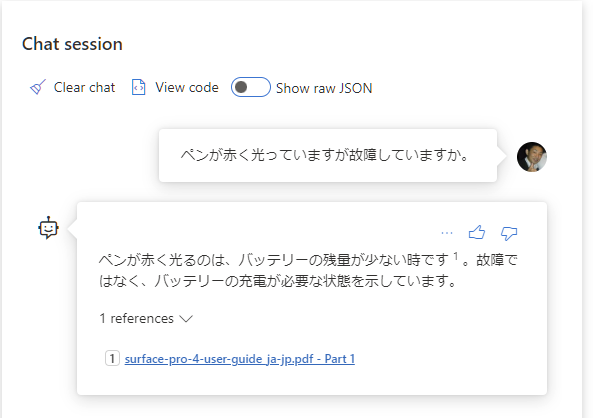 Chat session
Clear chat View code Show raw JSON
ペンが赤く光っていますが故障していますか。
ペンが赤く光るのは、バッテリーの残量が少ない時です 1 。故障で
はなく、バッテリーの充電が必要な状態を示しています。
1 references
1 surface-pro-4-user-guide_ja-jp.pdf - Part 1